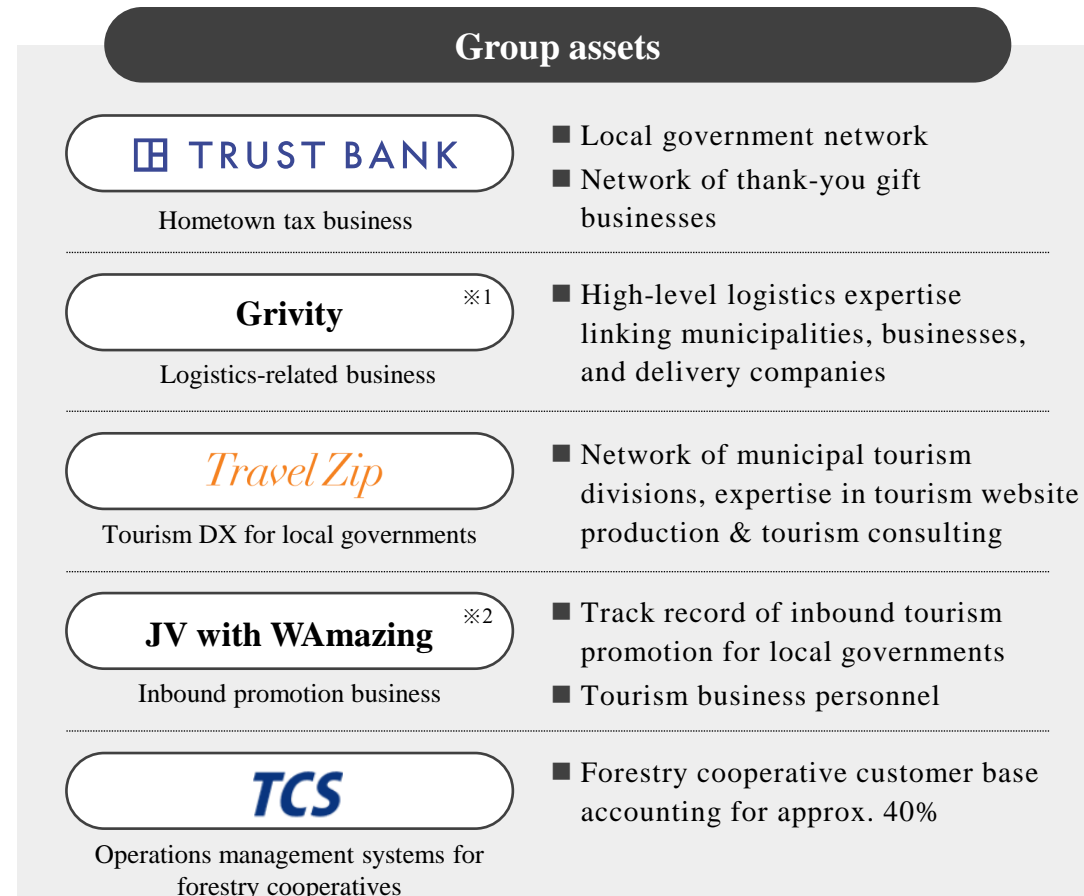 Group assets
TRUST BANK
Hometown tax business
■ Local government network
■ Network of thank-you gift
businesses
Grivity ※1
Logistics-related business
■ High-level logistics expertise
linking municipalities, businesses,
and delivery companies
Travel Zip
Tourism DX for local governments
■ Network of municipal tourism
divisions, expertise in tourism website
production & tourism consulting
JV with WAmazing ※2
Inbound promotion business
■ Track record of inbound tourism
promotion for local governments
■ Tourism business personnel
TCS
Operations management systems for
forestry cooperatives
■ Forestry cooperative customer base
accounting for approx. 40%